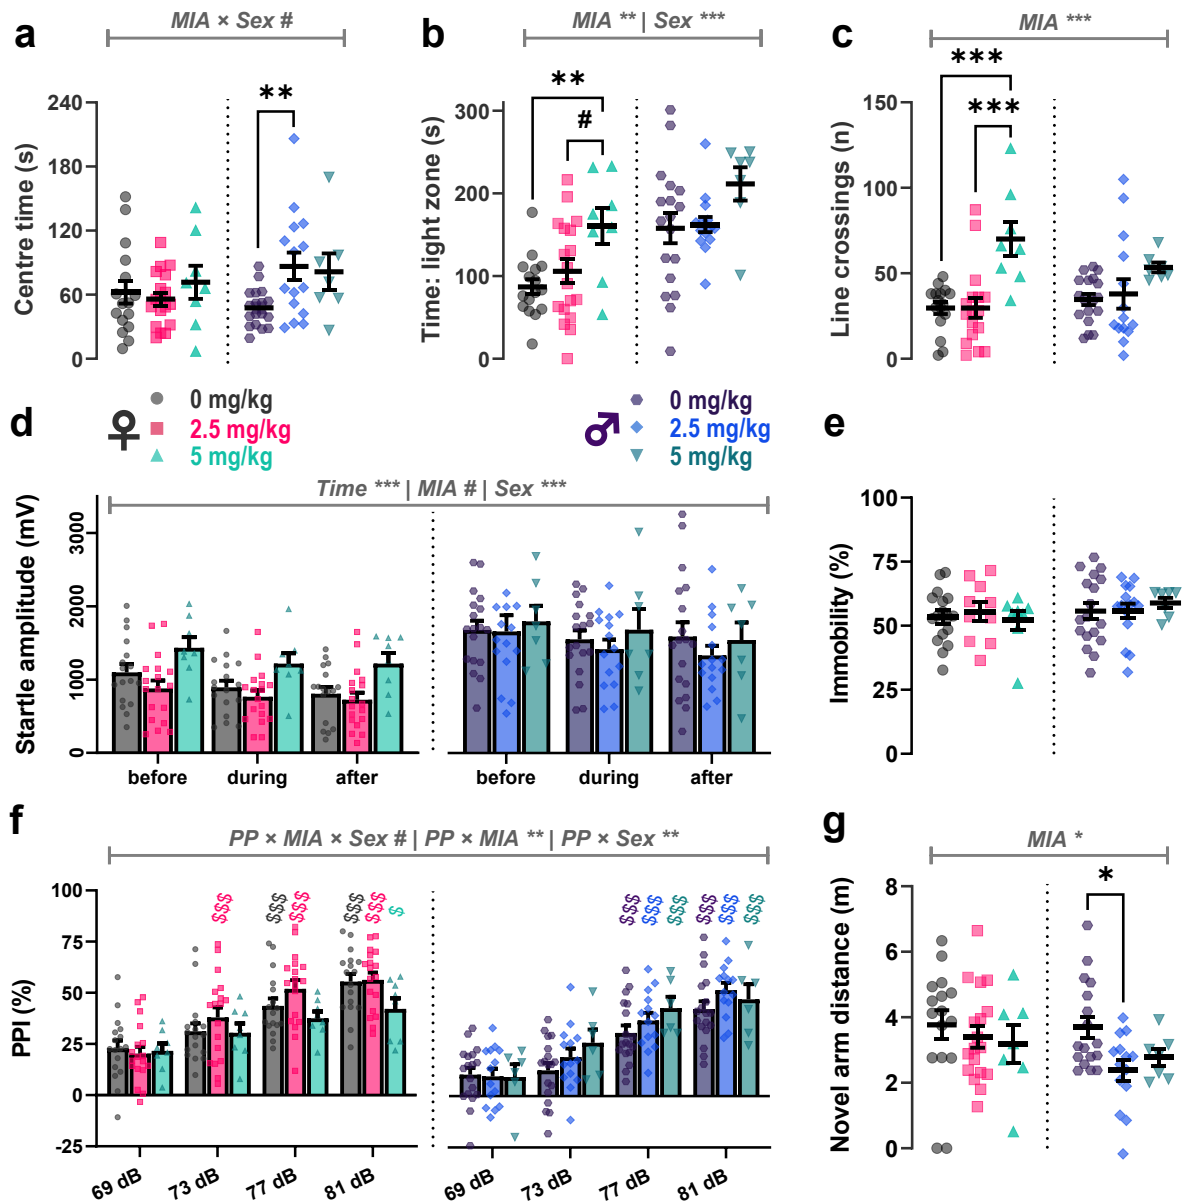 a
MIA × Sex #
**
Centre time (s)
240
180
120
60
0
b
MIA ** | Sex ***
**
#
Time: light zone (s)
300
200
100
0
c
MIA ***
***
***
Line crossings (n)
150
100
50
0
♀
0 mg/kg
2.5 mg/kg
5 mg/kg
♂
0 mg/kg
2.5 mg/kg
5 mg/kg
d
Time *** | MIA # | Sex ***
Startle amplitude (mV)
3000
2000
1000
0
before
during
after
before
during
after
e
Immobility (%)
100
75
50
25
0
f
PP × MIA × Sex # | PP × MIA ** | PP × Sex **
PPI (%)
100
75
50
25
0
-25
$$$
$$$
$$$
$$$
$$$
$
$$$
$$$
$$$
$$$
$$$
$$$
69 dB
73 dB
77 dB
81 dB
69 dB
73 dB
77 dB
81 dB
g
MIA *
*
Novel arm distance (m)
8
6
4
2
0